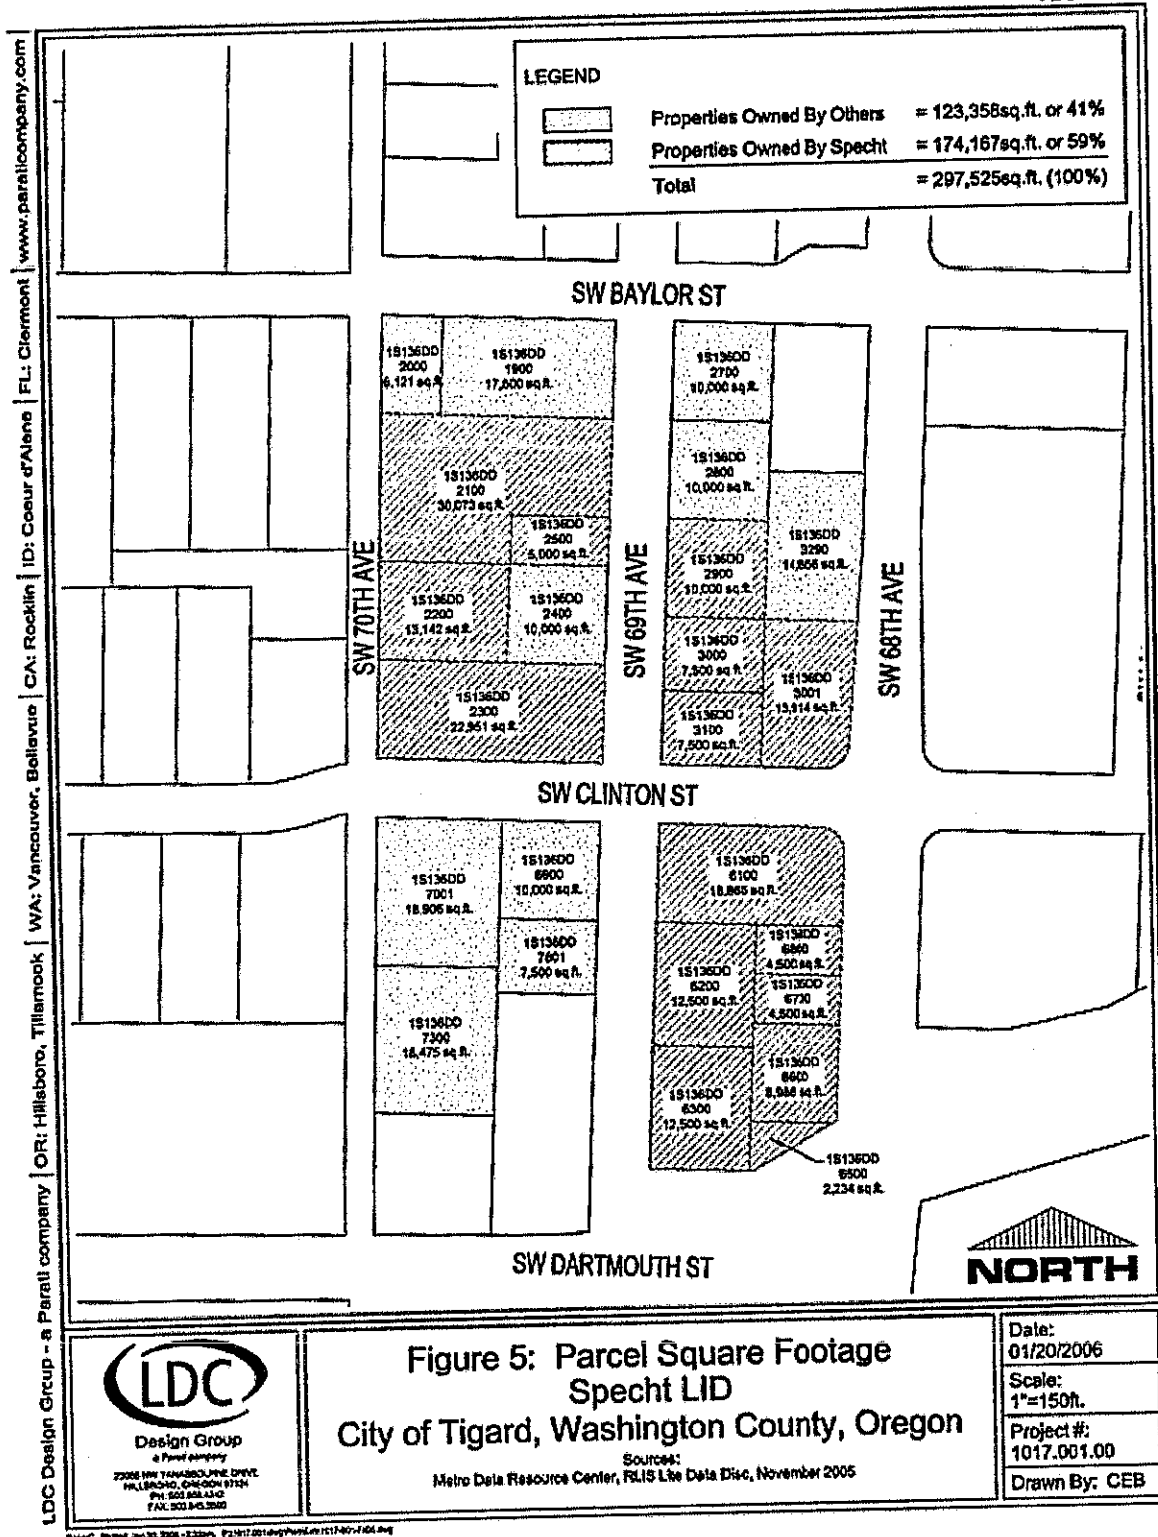 LEGEND
Properties Owned By Others = 123,358sq.ft. or 41%
Properties Owned By Specht = 174,167sq.ft. or 59%
Total = 297,525sq.ft. (100%)
SW BAYLOR ST
1S136DD
2000
6,121 sq.ft.
1S136DD
1900
17,600 sq.ft.
1S136DD
2700
10,000 sq.ft.
1S136DD
2100
30,073 sq.ft.
1S136DD
2800
10,000 sq.ft.
1S136DD
2500
5,000 sq.ft.
1S136DD
3290
sq.ft.
1S136DD
2900
10,000 sq.ft.
1S136DD
2200
13,142 sq.ft.
1S136DD
2400
10,000 sq.ft.
1S136DD
3000
7,500 sq.ft.
1S136DD
3001
13,914 sq.ft.
1S136DD
2300
22,951 sq.ft.
1S136DD
3100
7,500 sq.ft.
SW 70TH AVE
SW 69TH AVE
SW 68TH AVE
SW CLINTON ST
1S136DD
7001
18,906 sq.ft.
1S136DD
6900
10,000 sq.ft.
1S136DD
6100
18,865 sq.ft.
1S136DD
7601
7,500 sq.ft.
1S136DD
4,500 sq.ft.
1S136DD
6200
12,500 sq.ft.
1S136DD
6700
4,500 sq.ft.
1S136DD
7300
18,475 sq.ft.
1S136DD
6600
sq.ft.
1S136DD
6300
12,500 sq.ft.
1S136DD
6500
2,234 sq.ft.
SW DARTMOUTH ST
NORTH
LDC Design Group - a Parati company | OR: Hillsboro, Tillamook | WA: Vancouver, Bellevue | CA: Rocklin | ID: Coeur d'Alene | FL: Clermont | www.paraticompany.com
LDC
Design Group
a Parati company
HILLSBORO, OREGON
Figure 5: Parcel Square Footage
Specht LID
City of Tigard, Washington County, Oregon
Sources:
Metro Data Resource Center, RLIS Lite Data Disc, November 2005
Date:
01/20/2006
Scale:
1"=150ft.
Project #:
1017.001.00
Drawn By: CEB